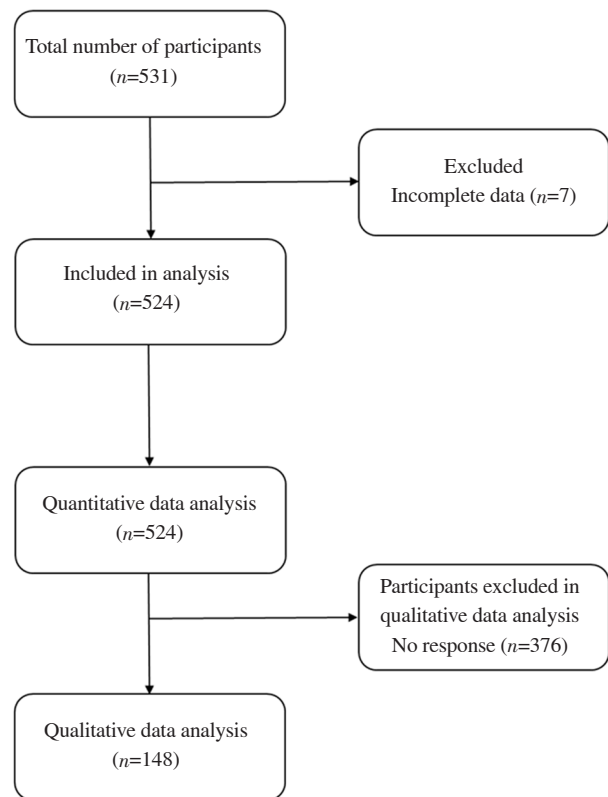 Total number of participants
(n=531)
Excluded
Incomplete data (n=7)
Included in analysis
(n=524)
Quantitative data analysis
(n=524)
Participants excluded in
qualitative data analysis
No response (n=376)
Qualitative data analysis
(n=148)